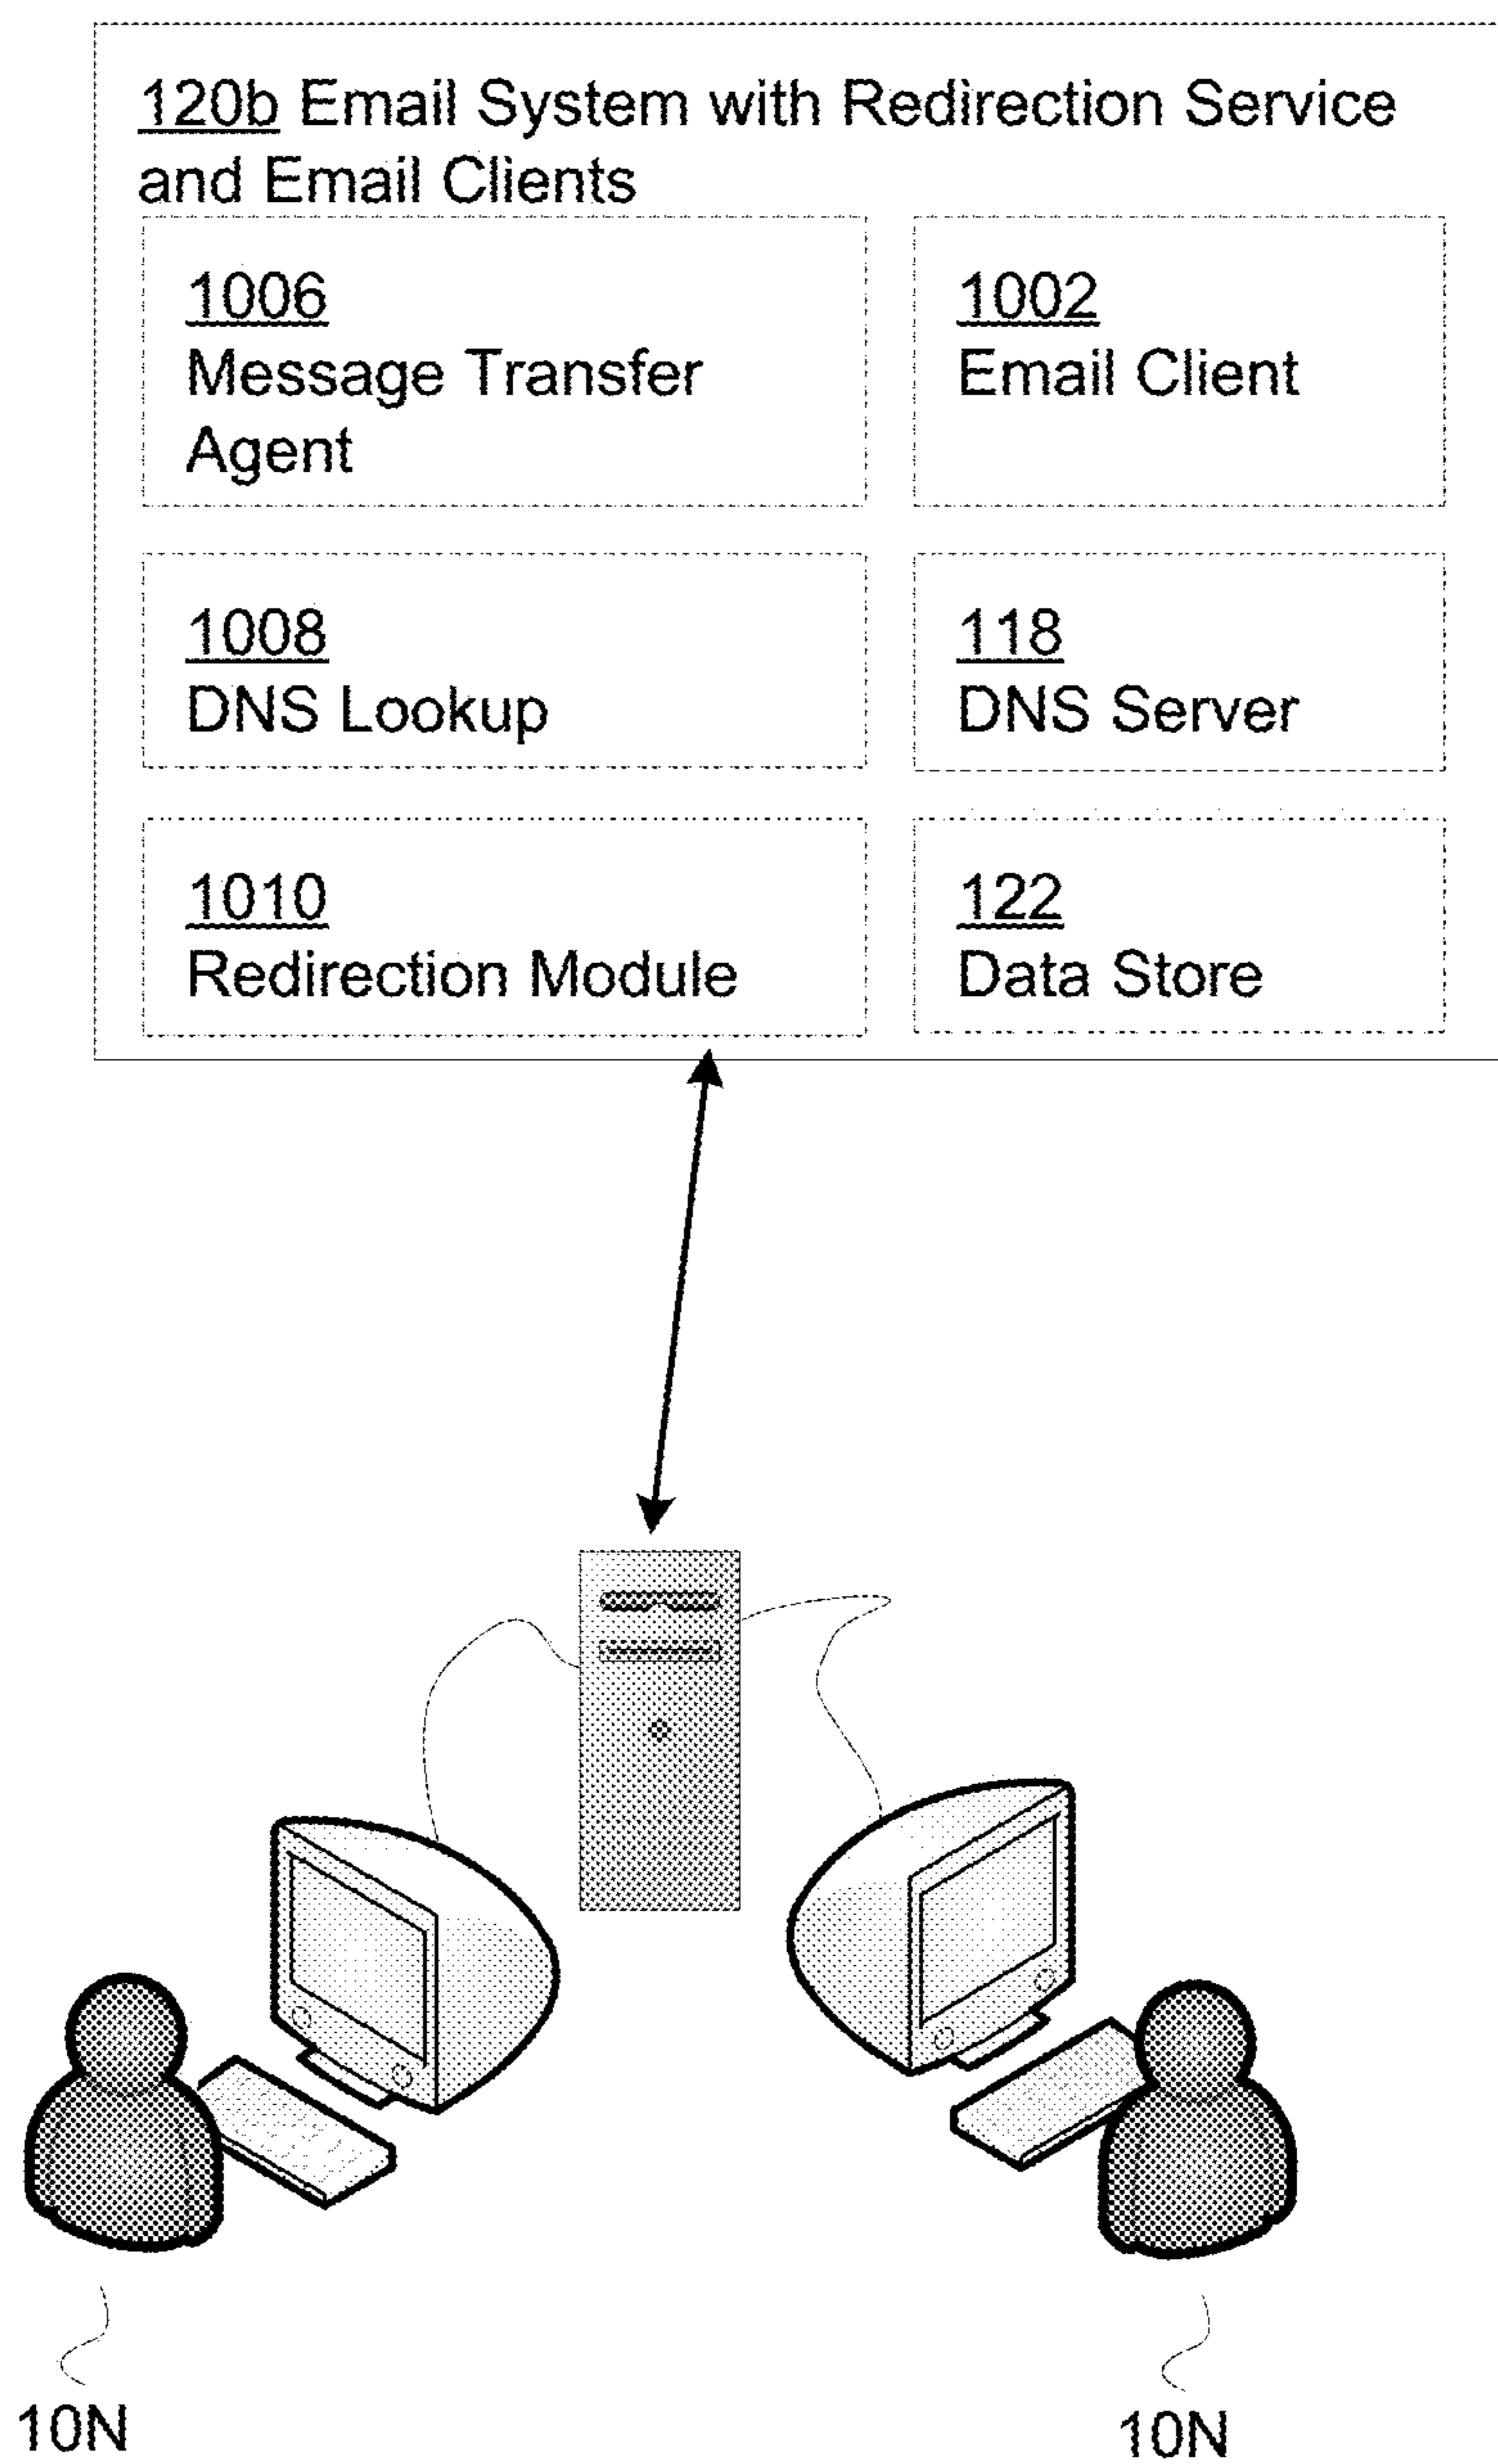 120b Email System with Redirection Service
and Email Clients
1006
Message Transfer
Agent
1002
Email Client
1008
DNS Lookup
118
DNS Server
1010
Redirection Module
122
Data Store
10N
10N